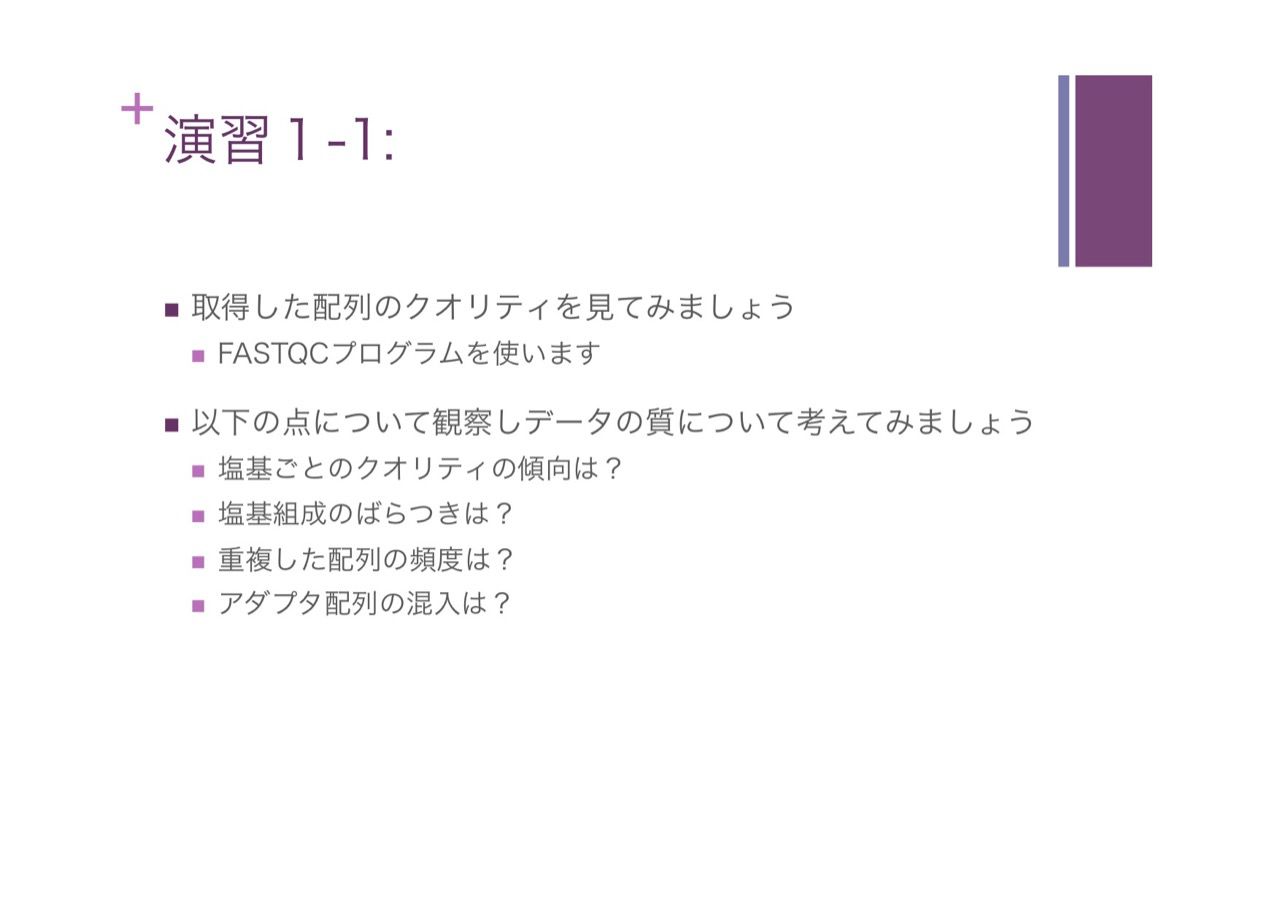 演習１-1:
取得した配列のクオリティを見てみましょう
FASTQCプログラムを使います
以下の点について観察しデータの質について考えてみましょう
塩基ごとのクオリティの傾向は？
塩基組成のばらつきは？
重複した配列の頻度は？
アダプタ配列の混入は？